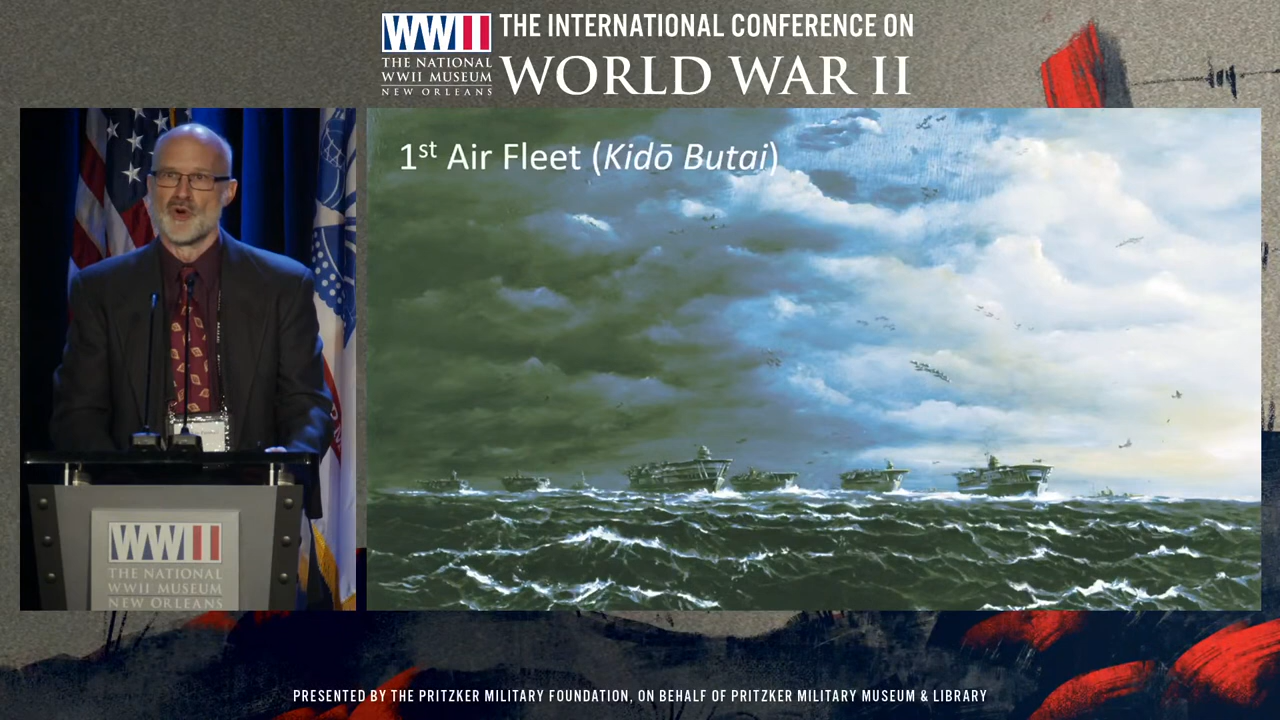 WWII
THE NATIONAL
WWII MUSEUM
NEW ORLEANS
THE INTERNATIONAL CONFERENCE ON
WORLD WAR II
1st Air Fleet (Kidō Butai)
WWII
THE NATIONAL
WWII MUSEUM
NEW ORLEANS
PRESENTED BY THE PRITZKER MILITARY FOUNDATION, ON BEHALF OF PRITZKER MILITARY MUSEUM & LIBRARY